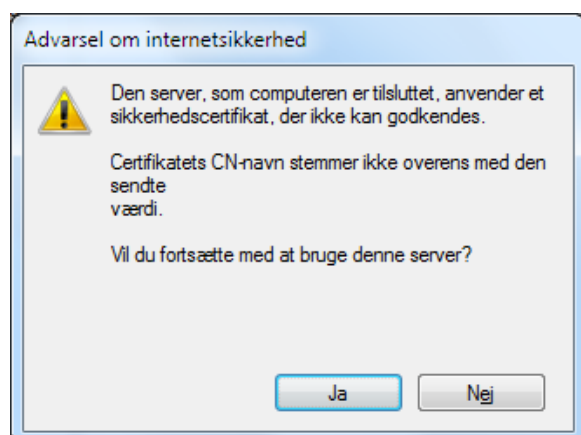 Advarsel om internetsikkerhed
Den server, som computeren er tilsluttet, anvender et
sikkerhedscertifikat, der ikke kan godkendes.
Certifikatets CN-navn stemmer ikke overens med den
sendte
værdi.
Vil du fortsætte med at bruge denne server?
Ja
Nej